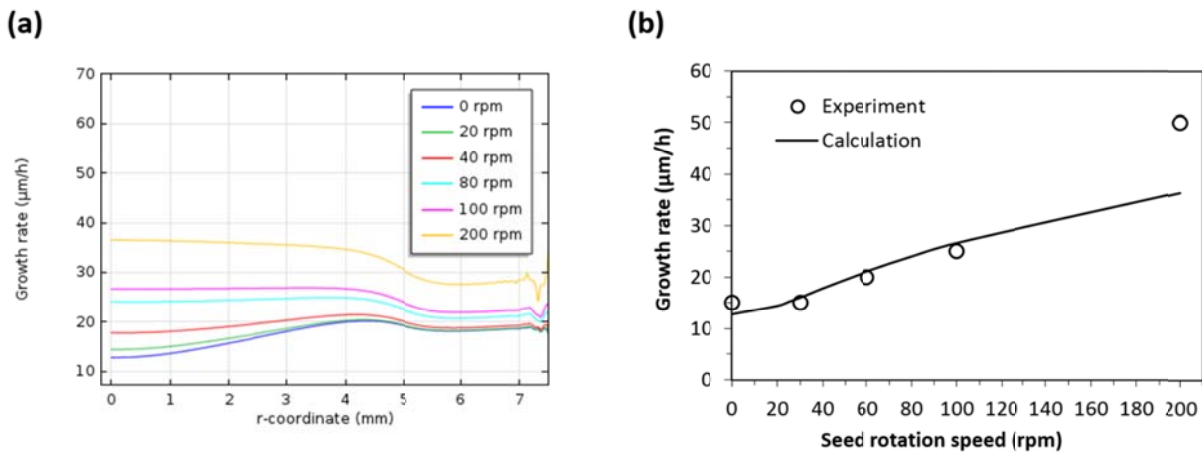 (a)
70
60
50
40
30
20
10
Growth rate (µm/h)
0 rpm
20 rpm
40 rpm
80 rpm
100 rpm
200 rpm
0 1 2 3 4 5 6 7
r-coordinate (mm)
(b)
60
50
40
30
20
10
0
Growth rate (µm/h)
Experiment
Calculation
0 20 40 60 80 100 120 140 160 180 200
Seed rotation speed (rpm)